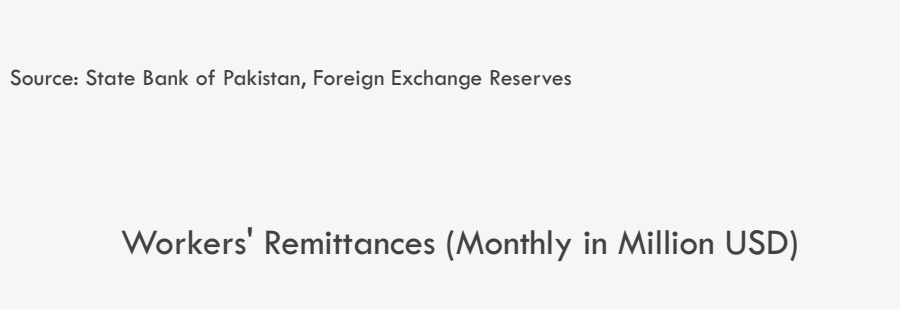 Source: State Bank of Pakistan, Foreign Exchange Reserves
Workers' Remittances (Monthly in Million USD)